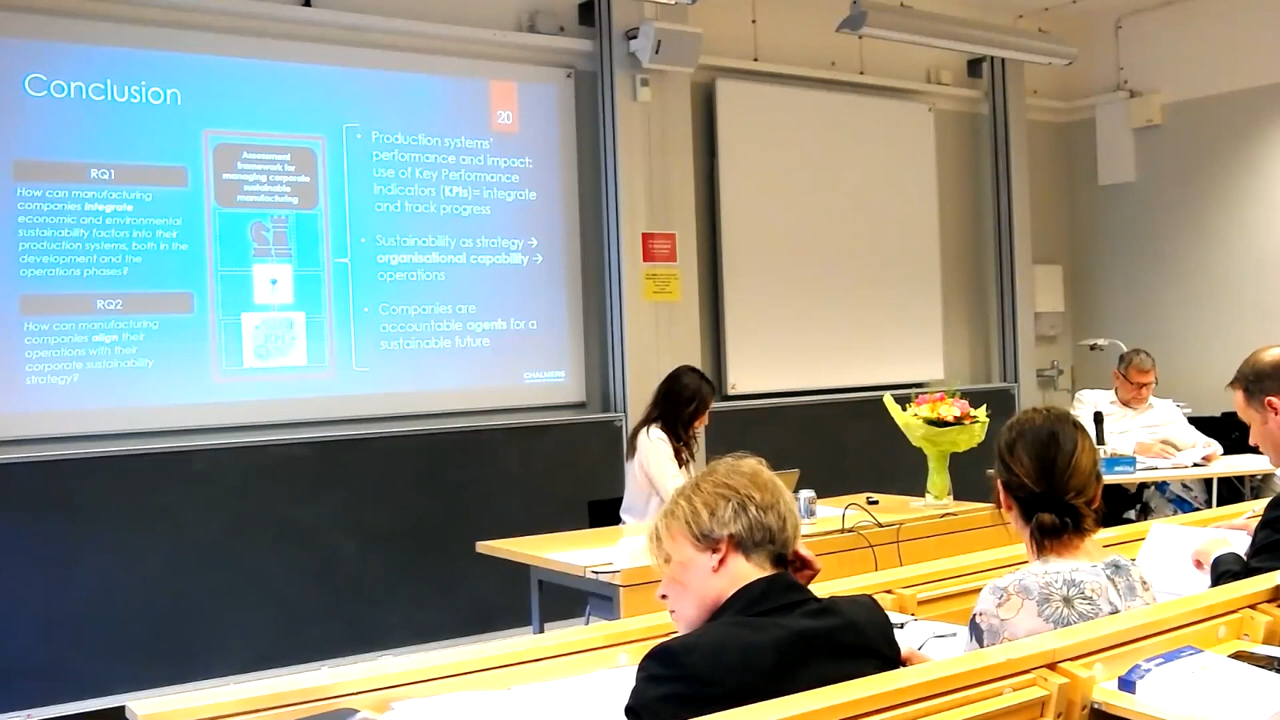 Conclusion
20
RQ1
How can manufacturing
companies integrate
economic and environmental
sustainability factors into their
production systems, both in the
development and the
operations phases?
RQ2
How can manufacturing
companies align their
operations with their
corporate sustainability
strategy?
Assessment
framework for
managing corporate
sustainable
manufacturing
• Production systems'
performance and impact:
use of Key Performance
Indicators (KPIs)= integrate
and track progress
• Sustainability as strategy →
organisational capability →
operations
• Companies are
accountable agents for a
sustainable future
CHALMERS